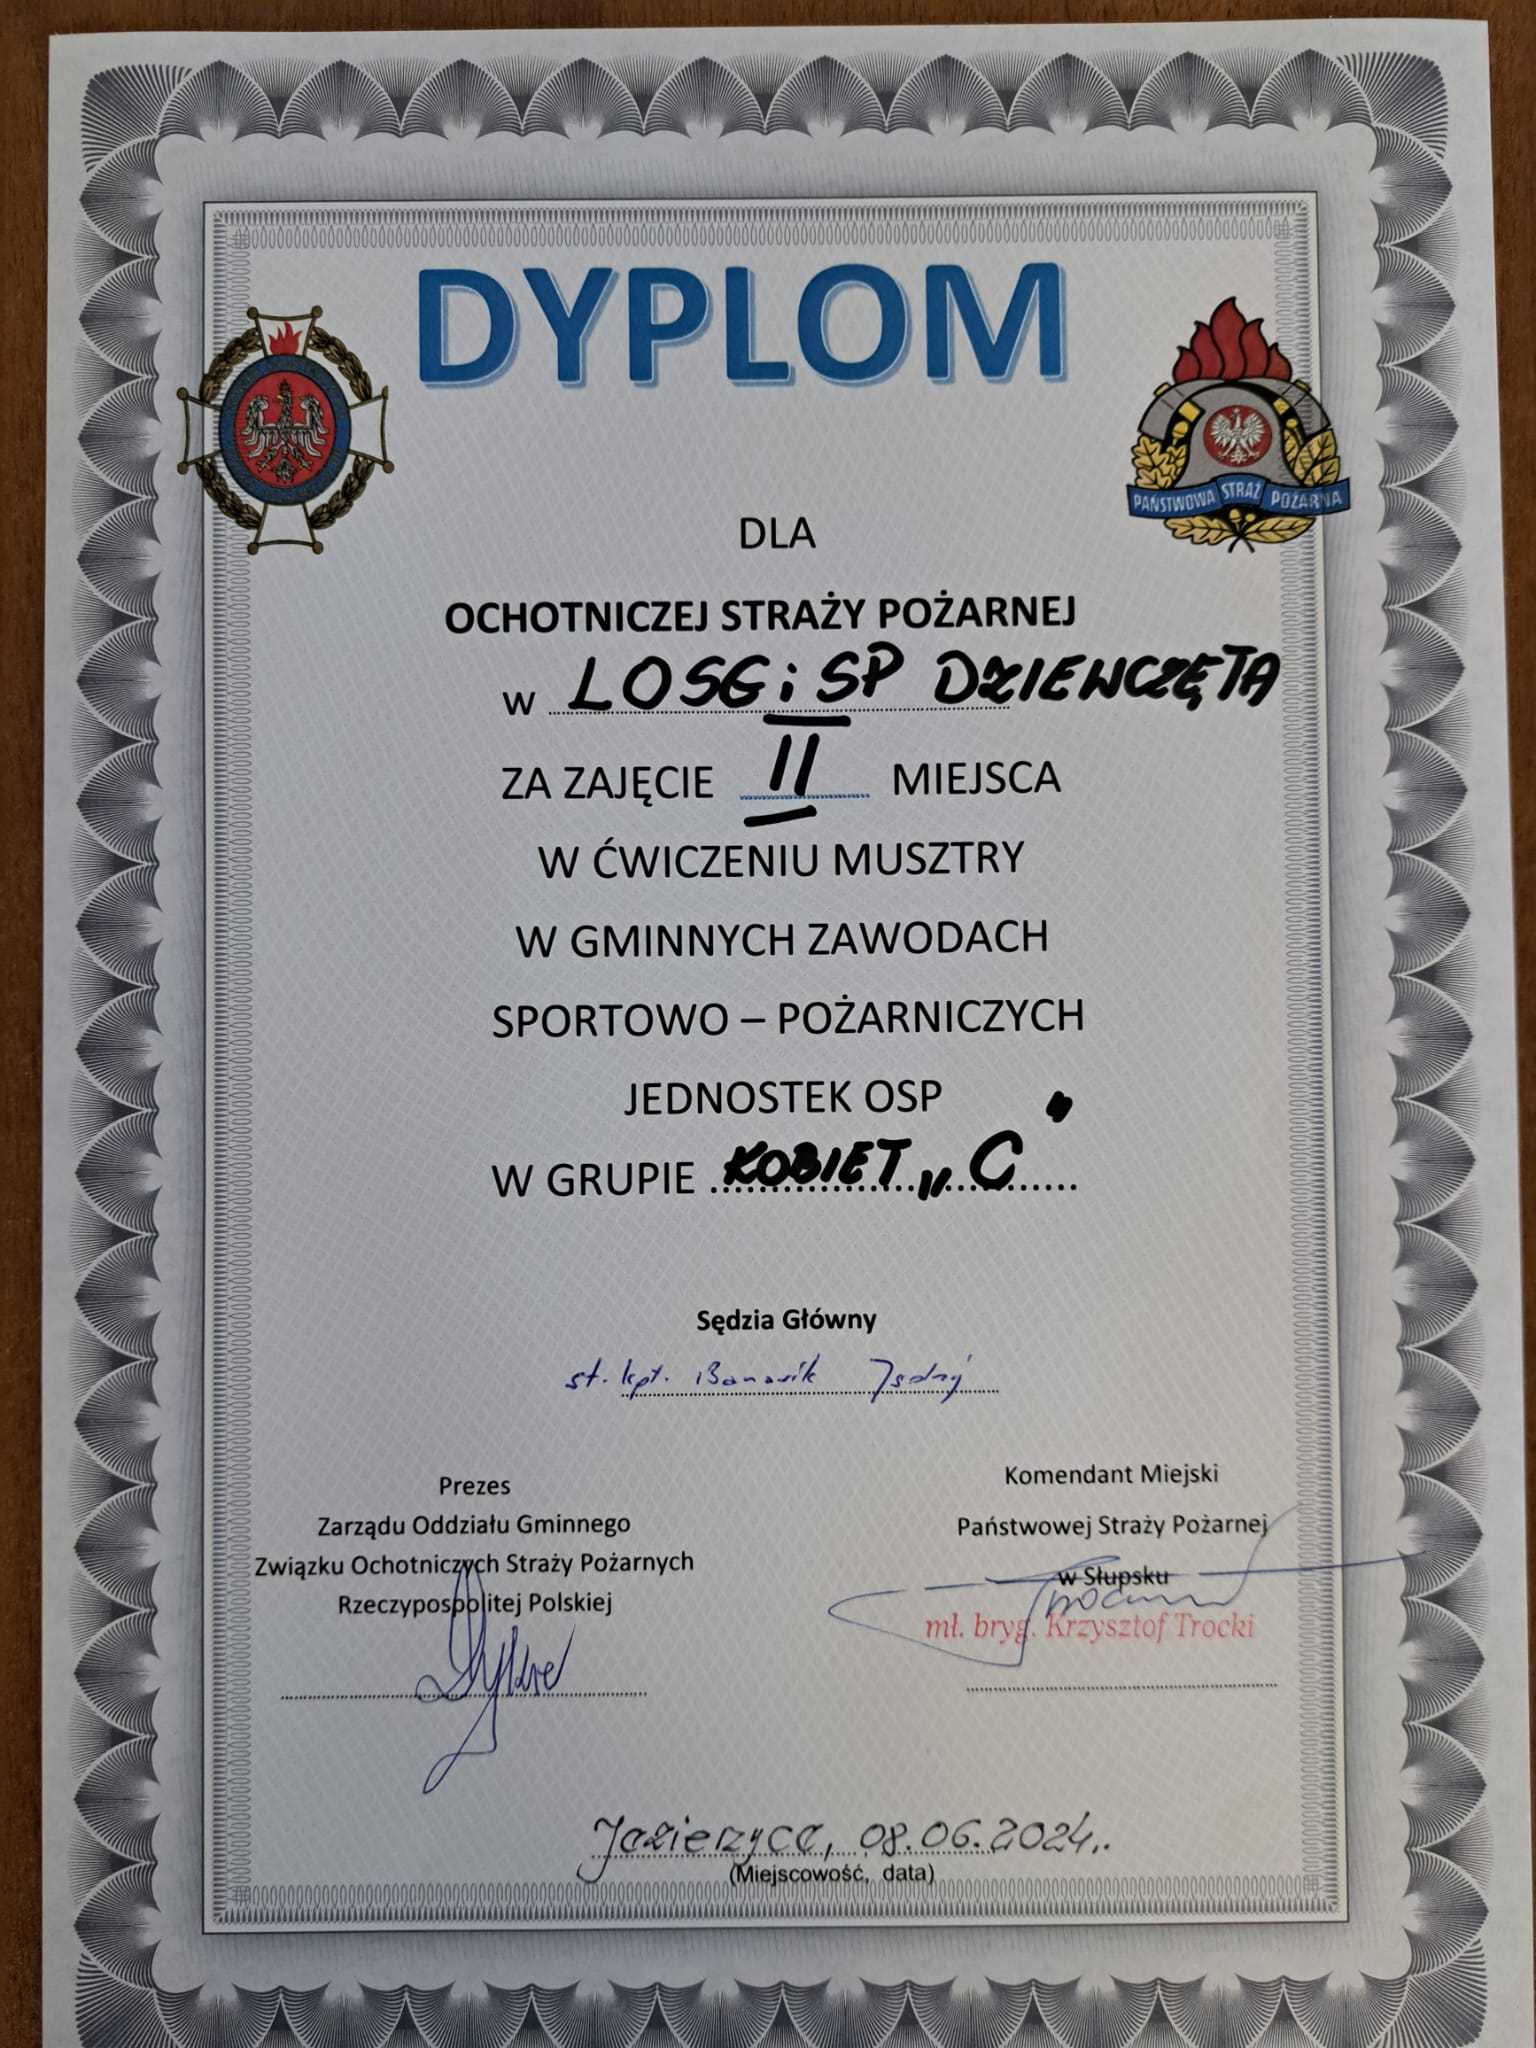 DYPLOM
PAŃSTWOWA STRAŻ POŻARNA
DLA
OCHOTNICZEJ STRAŻY POŻARNEJ
w LOSG i SP DZIEWCZĘTA
ZA ZAJĘCIE II MIEJSCA
W ĆWICZENIU MUSZTRY
W GMINNYCH ZAWODACH
SPORTOWO – POŻARNICZYCH
JEDNOSTEK OSP
W GRUPIE KOBIET „C"
Sędzia Główny
st. kpt.
Prezes
Zarządu Oddziału Gminnego
Związku Ochotniczych Straży Pożarnych
Rzeczypospolitej Polskiej
Komendant Miejski
Państwowej Straży Pożarnej
w Słupsku
mł. bryg. Krzysztof Trocki
Jezierzyce, 08.06.2024.
(Miejscowość, data)